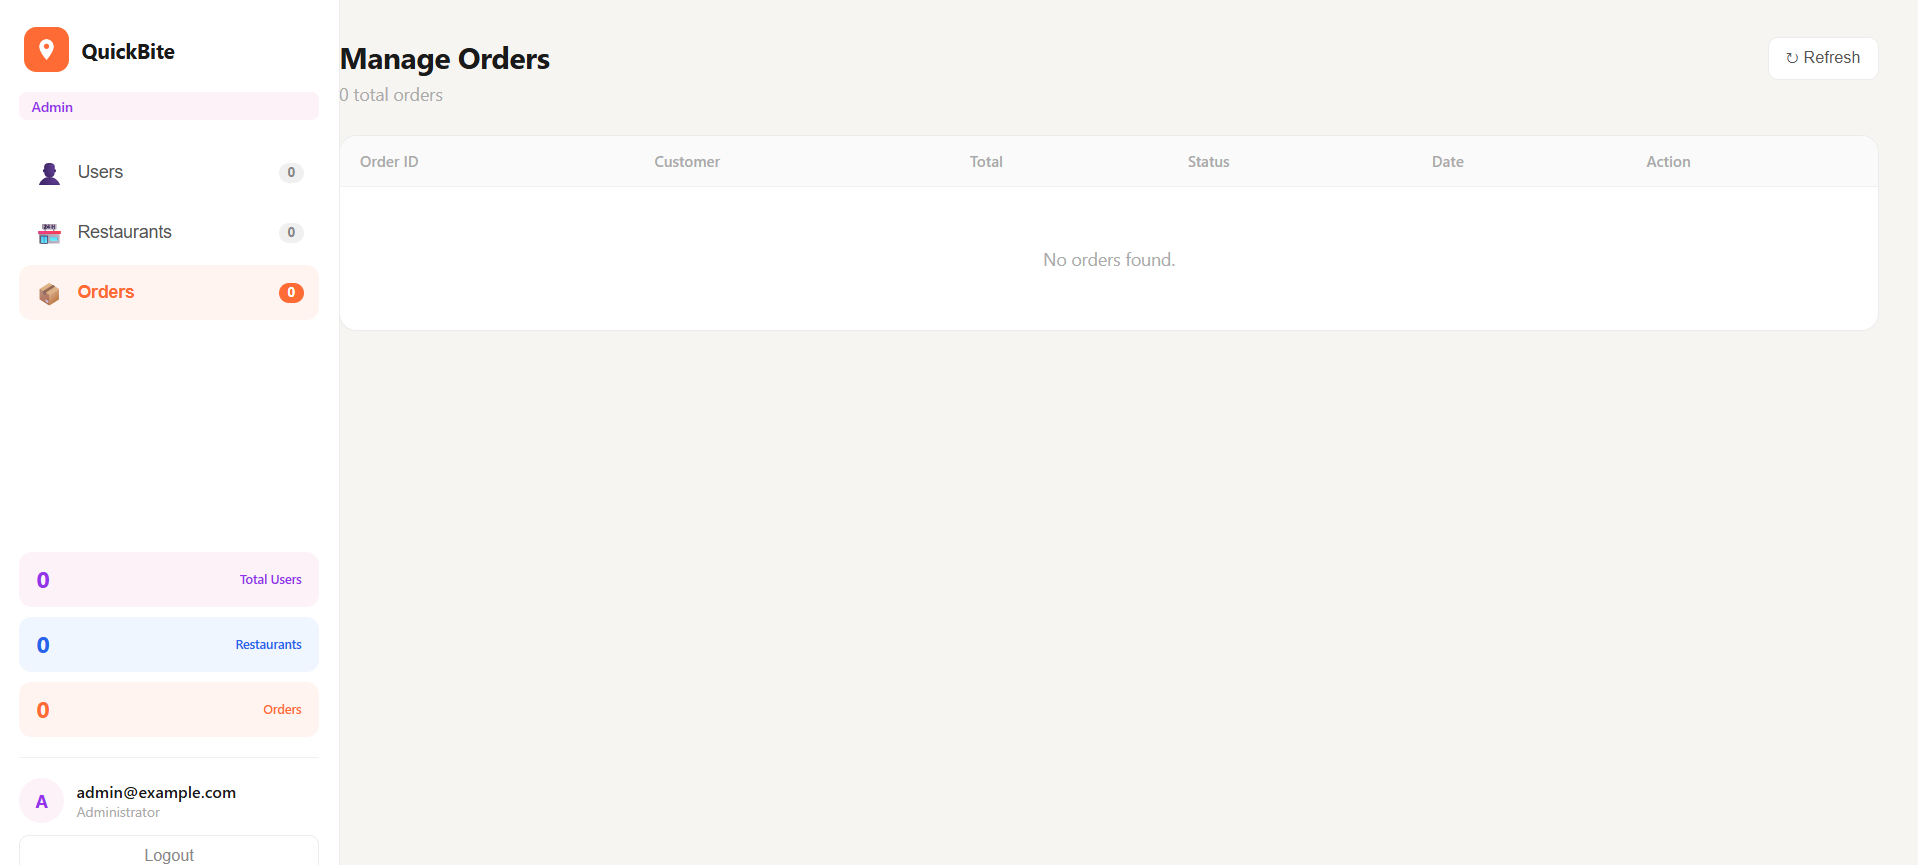 QuickBite
Admin
Users 0
Restaurants 0
Orders 0
0 Total Users
0 Restaurants
0 Orders
A
admin@example.com
Administrator
Logout
Manage Orders
0 total orders
↻ Refresh
Order ID Customer Total Status Date Action
No orders found.